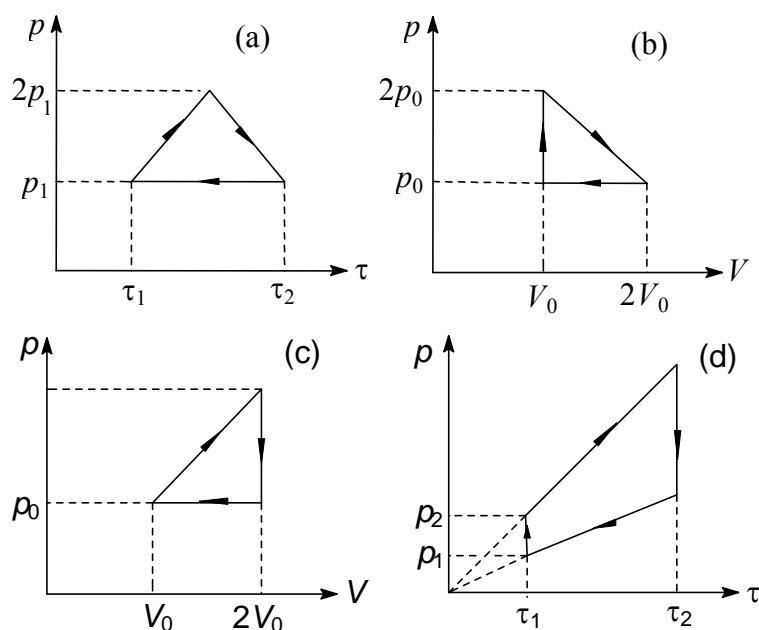 p (a)
2p₁
p₁
τ₁ τ₂ τ
p (b)
2p₀
p₀
V₀ 2V₀ V
p (c)
p₀
V₀ 2V₀ V
p (d)
p₂
p₁
τ₁ τ₂ τ